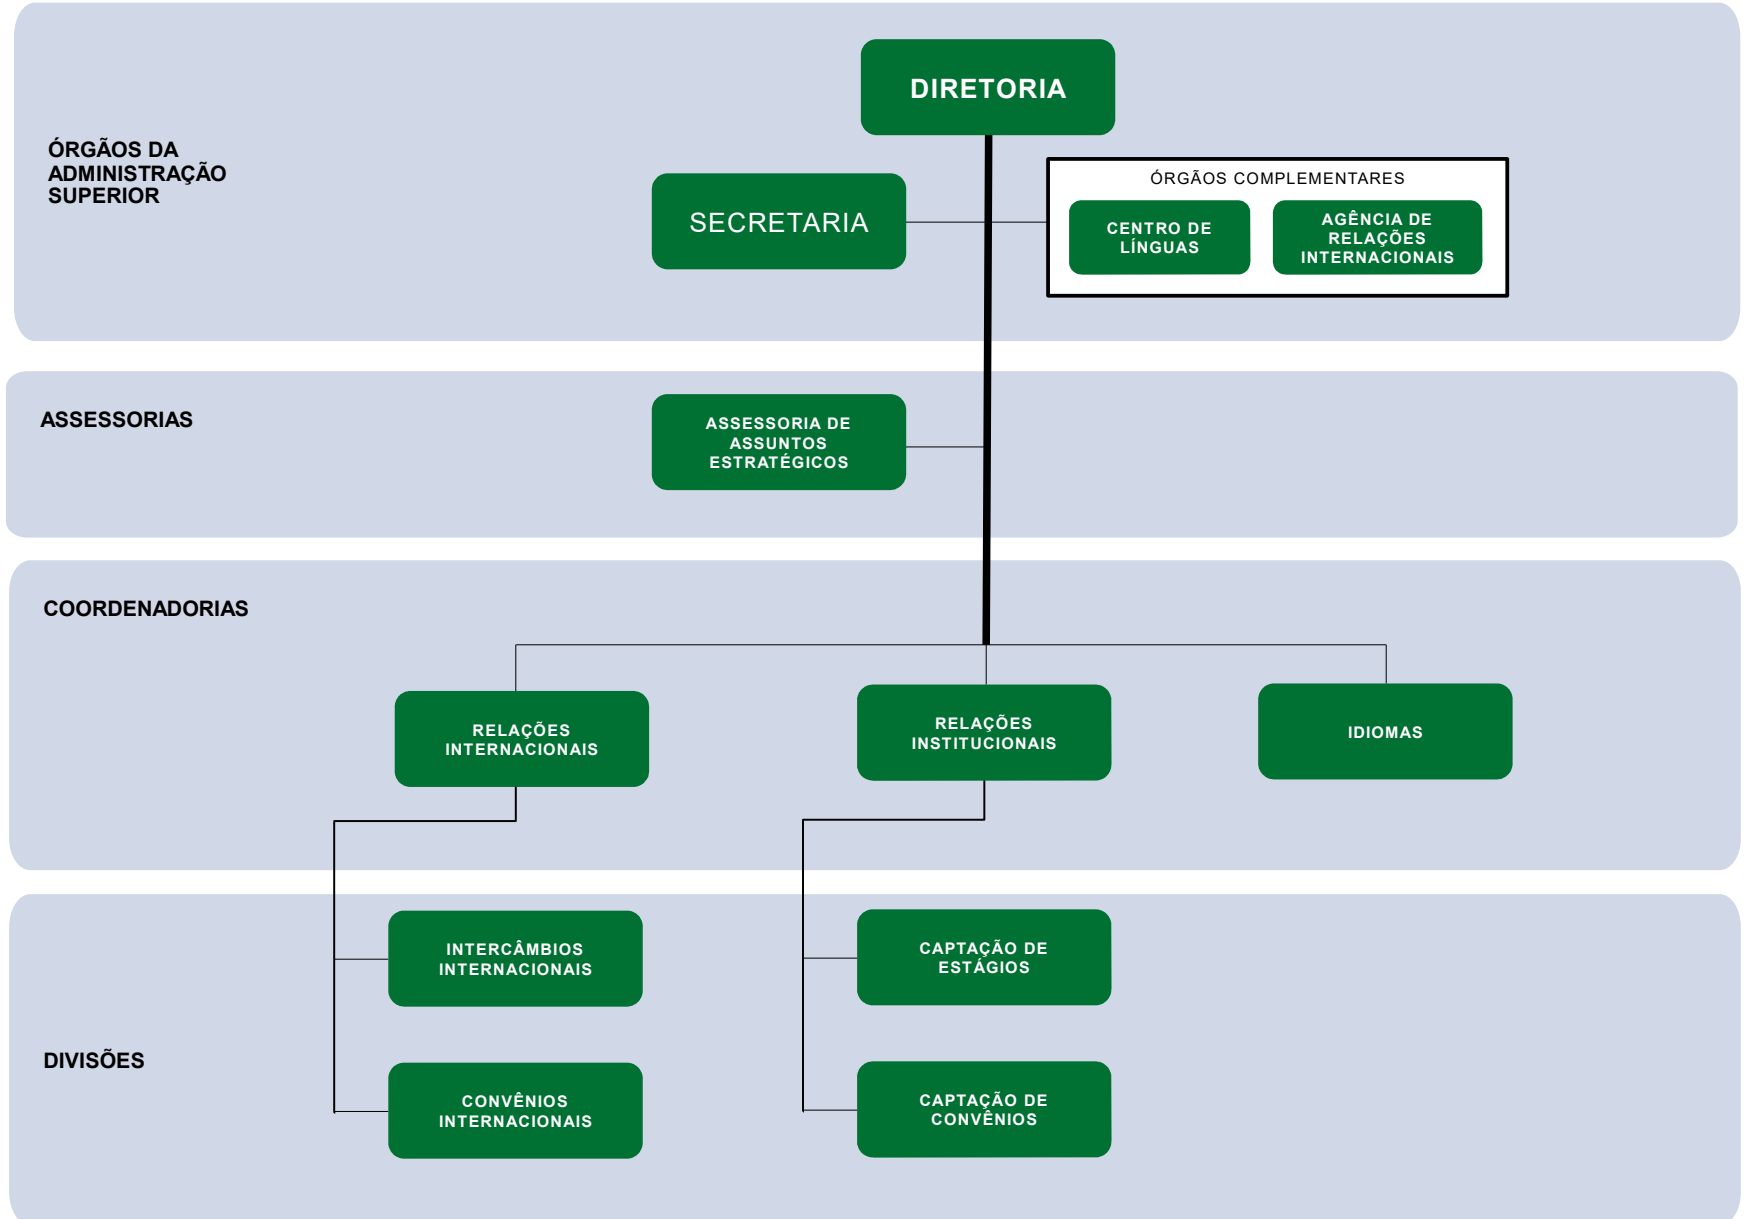 DIRETORIA
ÓRGÃOS DA
ADMINISTRAÇÃO
SUPERIOR
SECRETARIA
ÓRGÃOS COMPLEMENTARES
CENTRO DE
LÍNGUAS
AGÊNCIA DE
RELAÇÕES
INTERNACIONAIS
ASSESSORIAS
ASSESSORIA DE
ASSUNTOS
ESTRATÉGICOS
COORDENADORIAS
RELAÇÕES
INTERNACIONAIS
RELAÇÕES
INSTITUCIONAIS
IDIOMAS
DIVISÕES
INTERCÂMBIOS
INTERNACIONAIS
CAPTAÇÃO DE
ESTÁGIOS
CONVÊNIOS
INTERNACIONAIS
CAPTAÇÃO DE
CONVÊNIOS